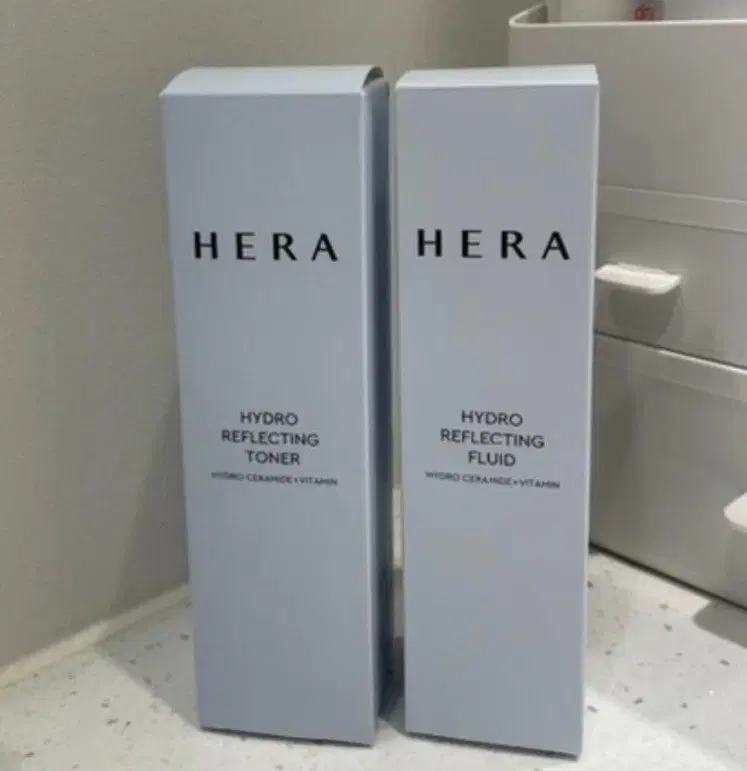 HERA
HYDRO
REFLECTING
TONER
HYDRO CERAMIDE+VITAMIN
HERA
HYDRO
REFLECTING
FLUID
HYDRO CERAMIDE+VITAMIN